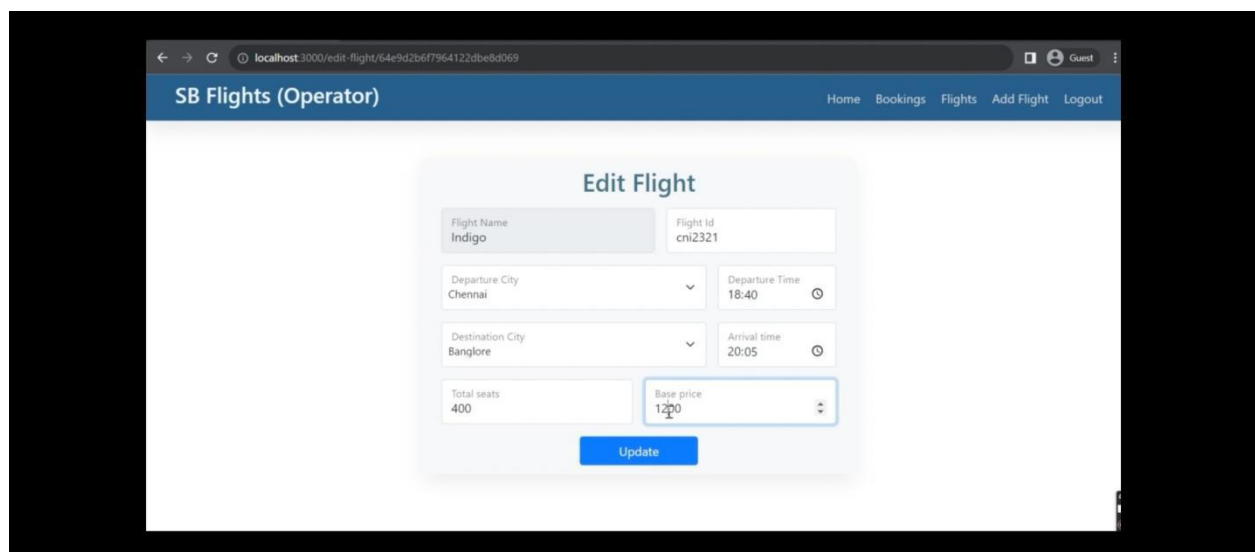 localhost:3000/edit-flight/64e9d2b6f7964122dbe8d069
Guest
SB Flights (Operator)
Home Bookings Flights Add Flight Logout
Edit Flight
Flight Name
Indigo
Flight Id
cni2321
Departure City
Chennai
Departure Time
18:40
Destination City
Banglore
Arrival time
20:05
Total seats
400
Base price
1200
Update